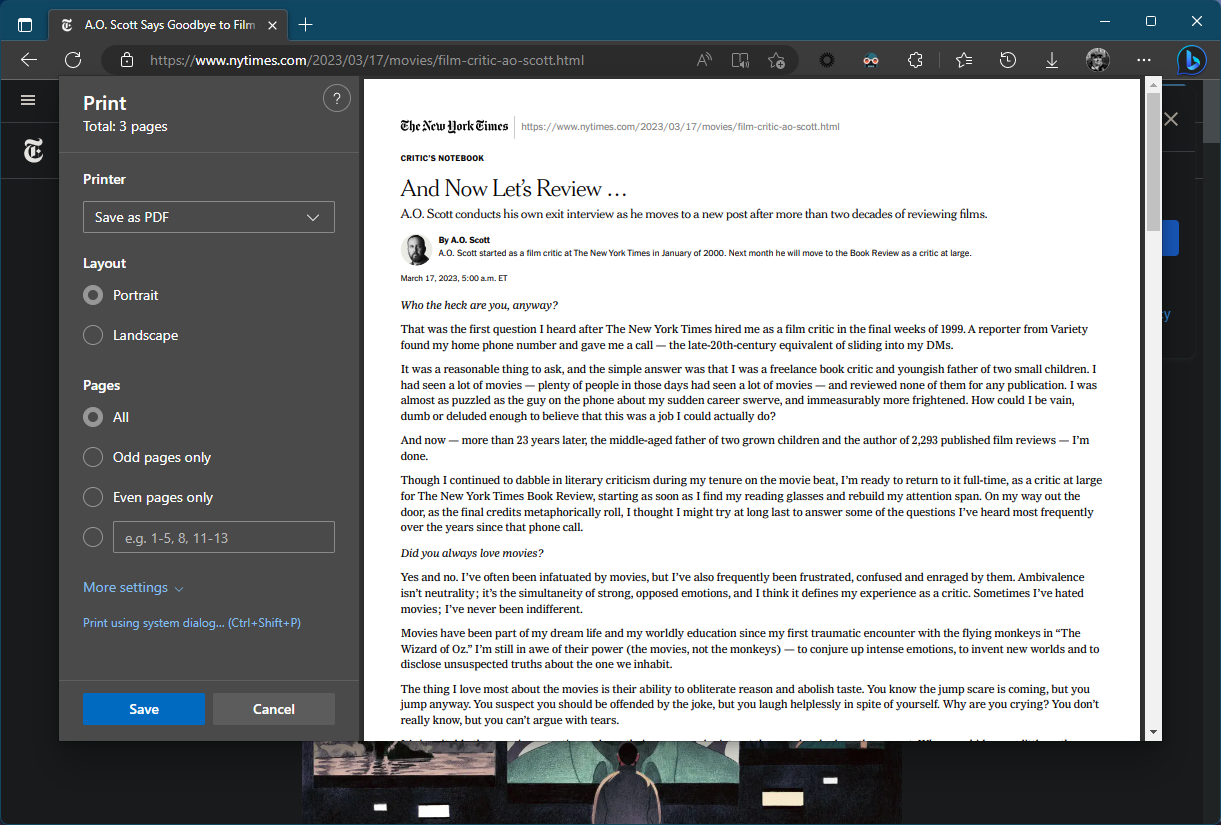 A.O. Scott Says Goodbye to Film
https://www.nytimes.com/2023/03/17/movies/film-critic-ao-scott.html
Print
Total: 3 pages
?
Printer
Save as PDF
Layout
Portrait
Landscape
Pages
All
Odd pages only
Even pages only
e.g. 1-5, 8, 11-13
More settings
Print using system dialog... (Ctrl+Shift+P)
Save
Cancel
The New York Times
https://www.nytimes.com/2023/03/17/movies/film-critic-ao-scott.html
CRITIC'S NOTEBOOK
And Now Let's Review …
A.O. Scott conducts his own exit interview as he moves to a new post after more than two decades of reviewing films.
By A.O. Scott
A.O. Scott started as a film critic at The New York Times in January of 2000. Next month he will move to the Book Review as a critic at large.
March 17, 2023, 5:00 a.m. ET
Who the heck are you, anyway?
That was the first question I heard after The New York Times hired me as a film critic in the final weeks of 1999. A reporter from Variety
found my home phone number and gave me a call — the late-20th-century equivalent of sliding into my DMs.
It was a reasonable thing to ask, and the simple answer was that I was a freelance book critic and youngish father of two small children. I
had seen a lot of movies — plenty of people in those days had seen a lot of movies — and reviewed none of them for any publication. I was
almost as puzzled as the guy on the phone about my sudden career swerve, and immeasurably more frightened. How could I be vain,
dumb or deluded enough to believe that this was a job I could actually do?
And now — more than 23 years later, the middle-aged father of two grown children and the author of 2,293 published film reviews — I'm
done.
Though I continued to dabble in literary criticism during my tenure on the movie beat, I'm ready to return to it full-time, as a critic at large
for The New York Times Book Review, starting as soon as I find my reading glasses and rebuild my attention span. On my way out the
door, as the final credits metaphorically roll, I thought I might try at long last to answer some of the questions I've heard most frequently
over the years since that phone call.
Did you always love movies?
Yes and no. I've often been infatuated by movies, but I've also frequently been frustrated, confused and enraged by them. Ambivalence
isn't neutrality; it's the simultaneity of strong, opposed emotions, and I think it defines my experience as a critic. Sometimes I've hated
movies; I've never been indifferent.
Movies have been part of my dream life and my worldly education since my first traumatic encounter with the flying monkeys in "The
Wizard of Oz." I'm still in awe of their power (the movies, not the monkeys) — to conjure up intense emotions, to invent new worlds and to
disclose unsuspected truths about the one we inhabit.
The thing I love most about the movies is their ability to obliterate reason and abolish taste. You know the jump scare is coming, but you
jump anyway. You suspect you should be offended by the joke, but you laugh helplessly in spite of yourself. Why are you crying? You don't
really know, but you can't argue with tears.